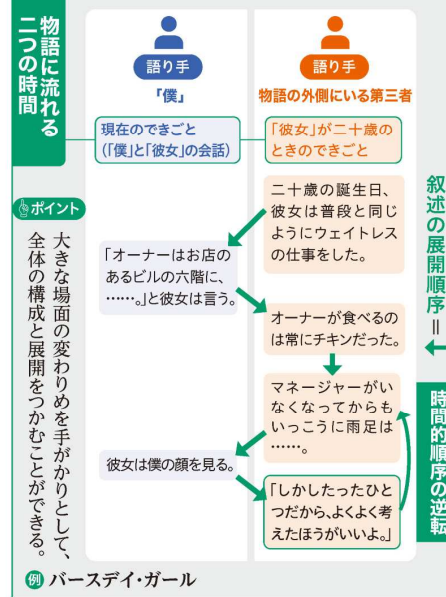 物語に流れる
二つの時間
語り手
「僕」
語り手
物語の外側にいる第三者
現在のできごと
(「僕」と「彼女」の会話)
「彼女」が二十歳の
ときのできごと
二十歳の誕生日、
彼女は普段と同じ
ようにウェイトレス
の仕事をした。
「オーナーはお店の
あるビルの六階に、
……。」と彼女は言う。
オーナーが食べるの
は常にチキンだった。
マネージャーがい
なくなってからも
いっこうに雨足は
……。
彼女は僕の顔を見る。
「しかしたったひと
つだから、よくよく考
えたほうがいいよ。」
叙述の展開順序=
時間的順序の逆転
ポイント
大きな場面の変わりめを手がかりとして、
全体の構成と展開をつかむことができる。
例 バースデイ・ガール